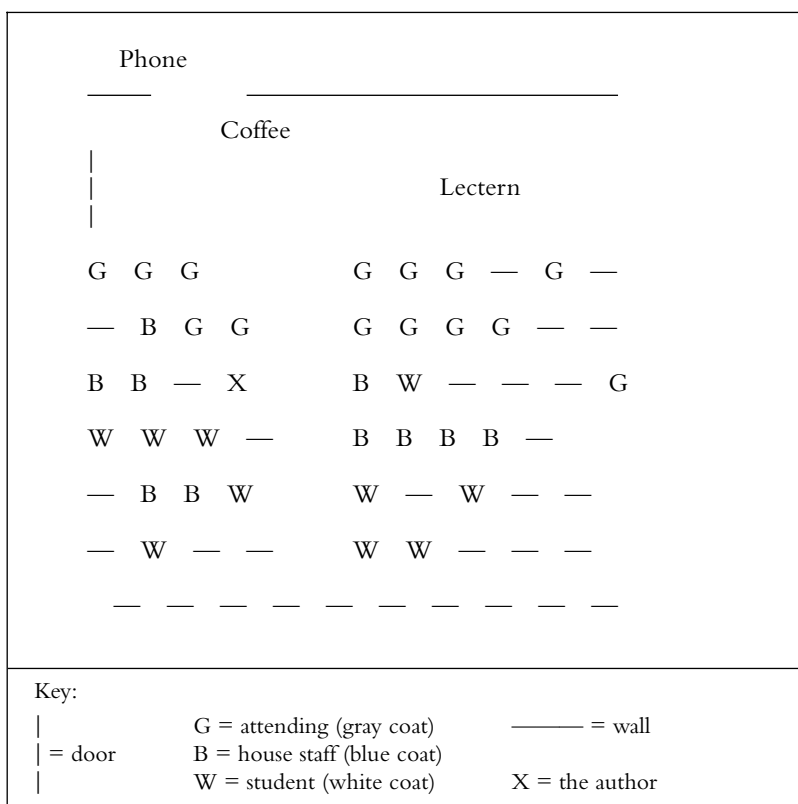 Phone
Coffee
|
| Lectern
|
G G G G G G — G —
— B G G G G G G — —
B B — X B W — — — G
W W W — B B B B —
— B B W W — W — —
— W — — W W — — —
— — — — — — — — — —
Key:
| G = attending (gray coat) ——— = wall
| = door B = house staff (blue coat)
| W = student (white coat) X = the author